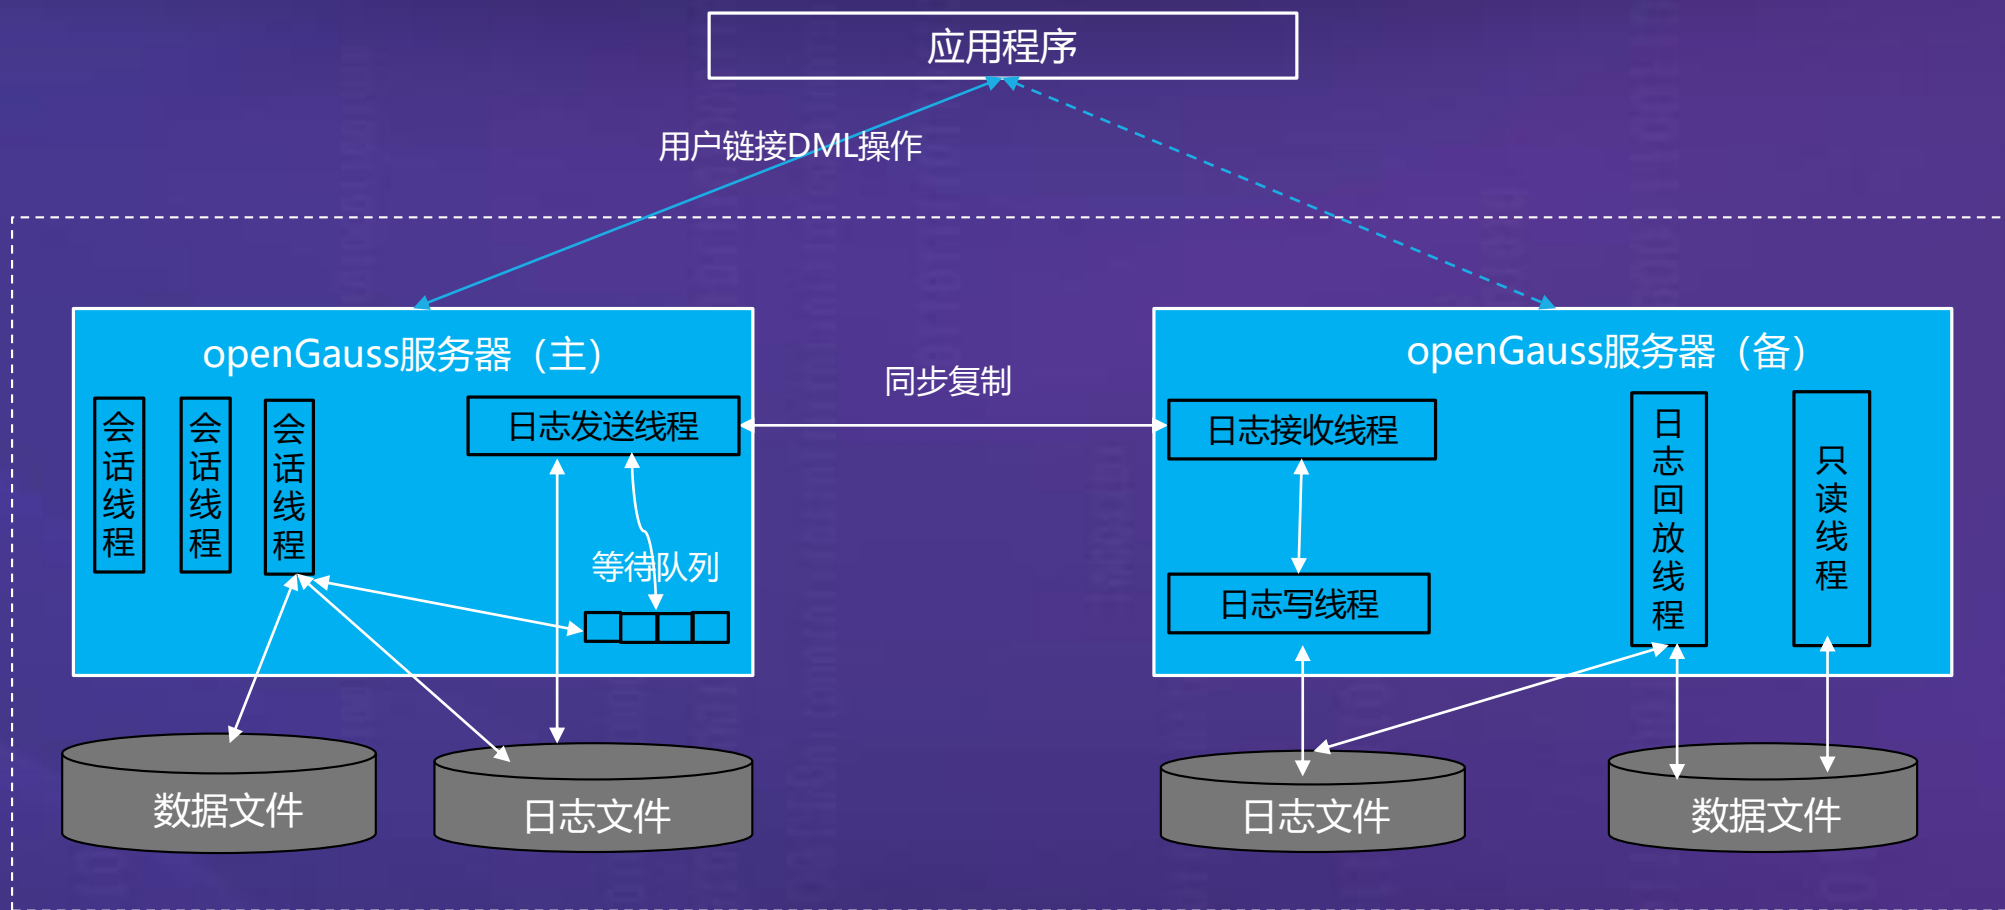 应用程序
用户链接DML操作
openGauss服务器（主）
会话线程
会话线程
会话线程
日志发送线程
等待队列
同步复制
openGauss服务器（备）
日志接收线程
日志写线程
日志回放线程
只读线程
数据文件
日志文件
日志文件
数据文件